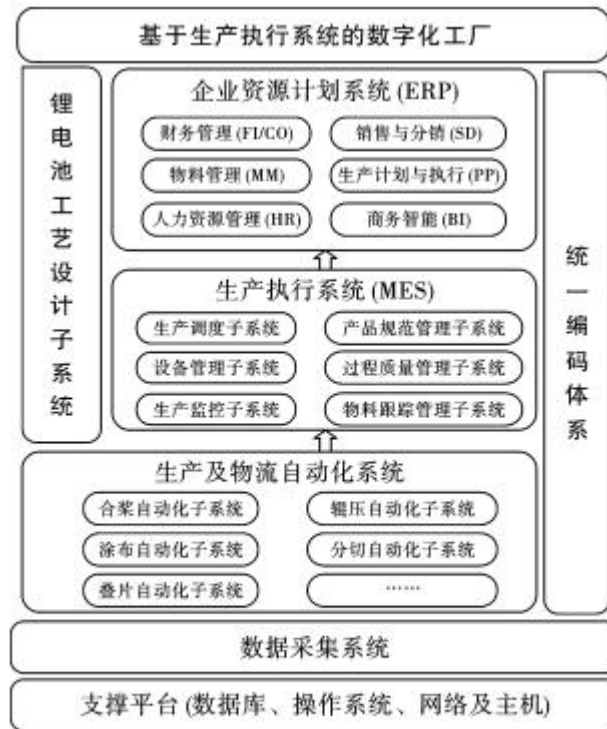 基于生产执行系统的数字化工厂
锂电池工艺设计子系统
企业资源计划系统(ERP)
财务管理(FI/CO)
销售与分销(SD)
物料管理(MM)
生产计划与执行(PP)
人力资源管理(HR)
商务智能(BI)
生产执行系统(MES)
生产调度子系统
产品规范管理子系统
设备管理子系统
过程质量管理子系统
生产监控子系统
物料跟踪管理子系统
生产及物流自动化系统
合浆自动化子系统
辊压自动化子系统
涂布自动化子系统
分切自动化子系统
叠片自动化子系统
……
统一编码体系
数据采集系统
支撑平台(数据库、操作系统、网络及主机)